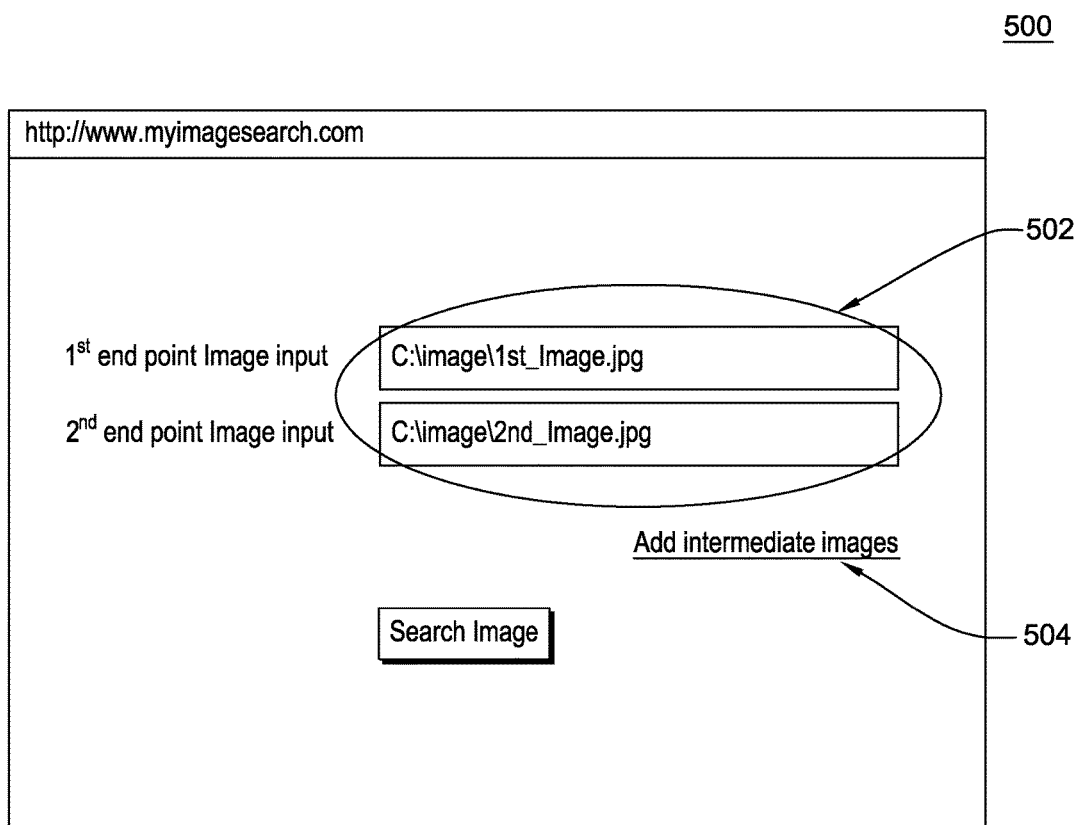 500
http://www.myimagesearch.com
502
1st end point Image input
C:\image\1st_Image.jpg
2nd end point Image input
C:\image\2nd_Image.jpg
Add intermediate images
Search Image
504